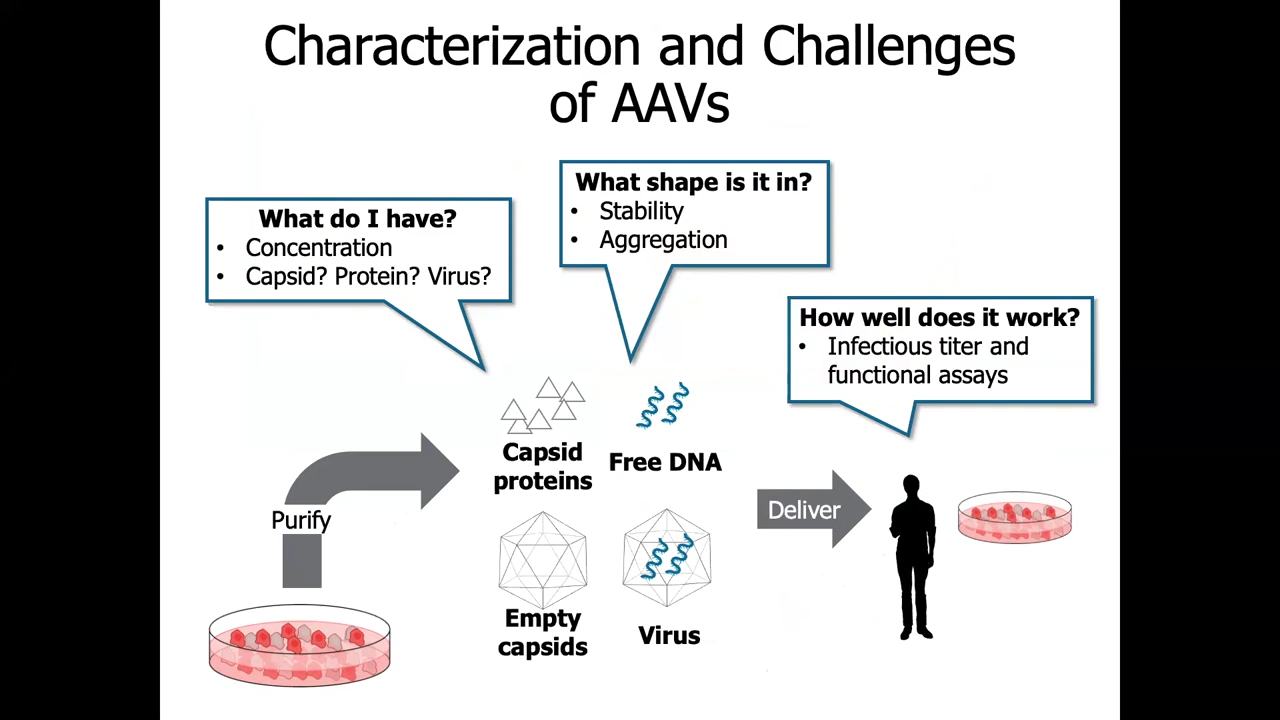 Characterization and Challenges
of AAVs
What do I have?
• Concentration
• Capsid? Protein? Virus?
What shape is it in?
• Stability
• Aggregation
How well does it work?
• Infectious titer and
functional assays
Capsid
proteins
Free DNA
Purify
Deliver
Empty
capsids
Virus